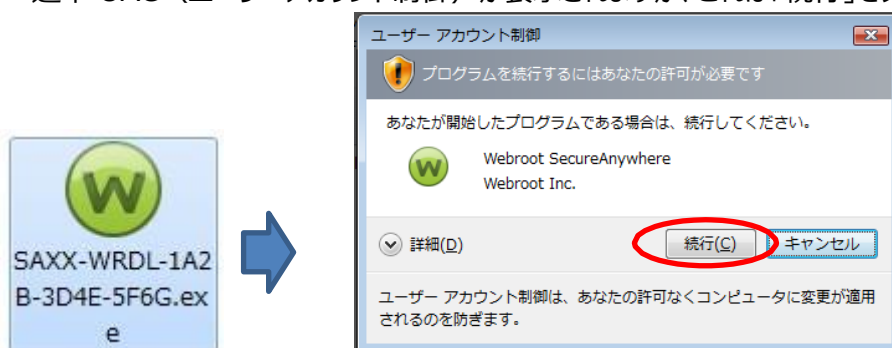 ユーザー アカウント制御
プログラムを続行するにはあなたの許可が必要です
あなたが開始したプログラムである場合は、続行してください。
W
Webroot SecureAnywhere
Webroot Inc.
詳細(D)
続行(C)
キャンセル
ユーザー アカウント制御は、あなたの許可なくコンピュータに変更が適用
されるのを防ぎます。
W
SAXX-WRDL-1A2
B-3D4E-5F6G.ex
e